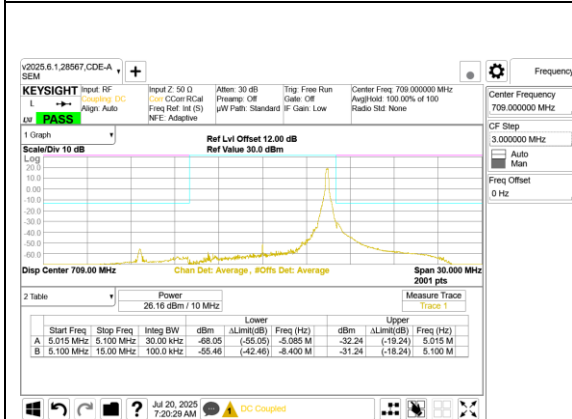 v2025.6.1,28567,CDE-A
SEM
Frequency
KEYSIGHT Input: RF Input Z: 50 Ω Atten: 30 dB Trig: Free Run Center Freq: 709.000000 MHz
L Coupling: DC Corr CCorr RCal Preamp: Off Gate: Off Avg|Hold: 100.00% of 100
Align: Auto Freq Ref: Int (S) µW Path: Standard IF Gain: Low Radio Std: None
PASS NFE: Adaptive
Center Frequency
709.000000 MHz
CF Step
3.000000 MHz
Auto
Man
Freq Offset
0 Hz
1 Graph
Ref Lvl Offset 12.00 dB
Scale/Div 10 dB Ref Value 30.0 dBm
Log
20.0
10.0
0.00
-10.0
-20.0
-30.0
-40.0
-50.0
-60.0
Disp Center 709.00 MHz Chan Det: Average , #Offs Det: Average Span 30.000 MHz
2001 pts
2 Table Power Measure Trace
26.16 dBm / 10 MHz Trace 1
Lower Upper
Start Freq Stop Freq Integ BW dBm ΔLimit(dB) Freq (Hz) dBm ΔLimit(dB) Freq (Hz)
A 5.015 MHz 5.100 MHz 30.00 kHz -68.05 (-55.05) -5.085 M -32.24 (-19.24) 5.015 M
B 5.100 MHz 15.00 MHz 100.0 kHz -55.46 (-42.46) -8.400 M -31.24 (-18.24) 5.100 M
? Jul 20, 2025
7:20:29 AM
DC Coupled